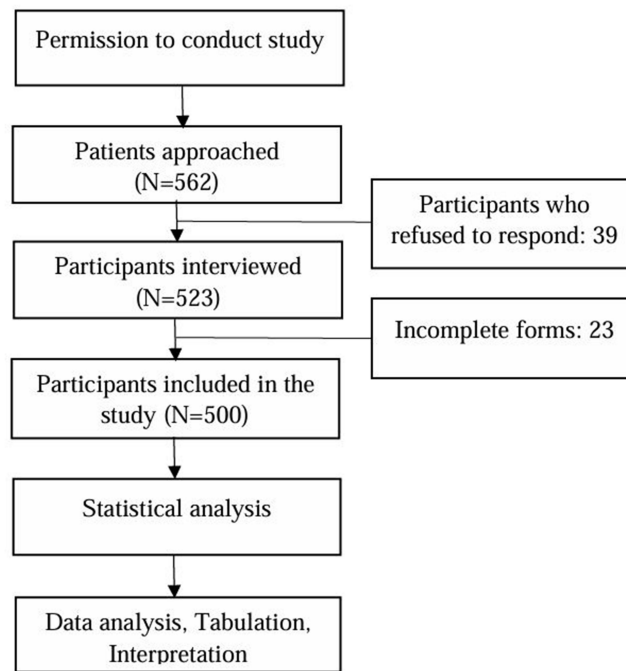 Permission to conduct study
Patients approached
(N=562)
Participants who
refused to respond: 39
Participants interviewed
(N=523)
Incomplete forms: 23
Participants included in the
study (N=500)
Statistical analysis
Data analysis, Tabulation,
Interpretation